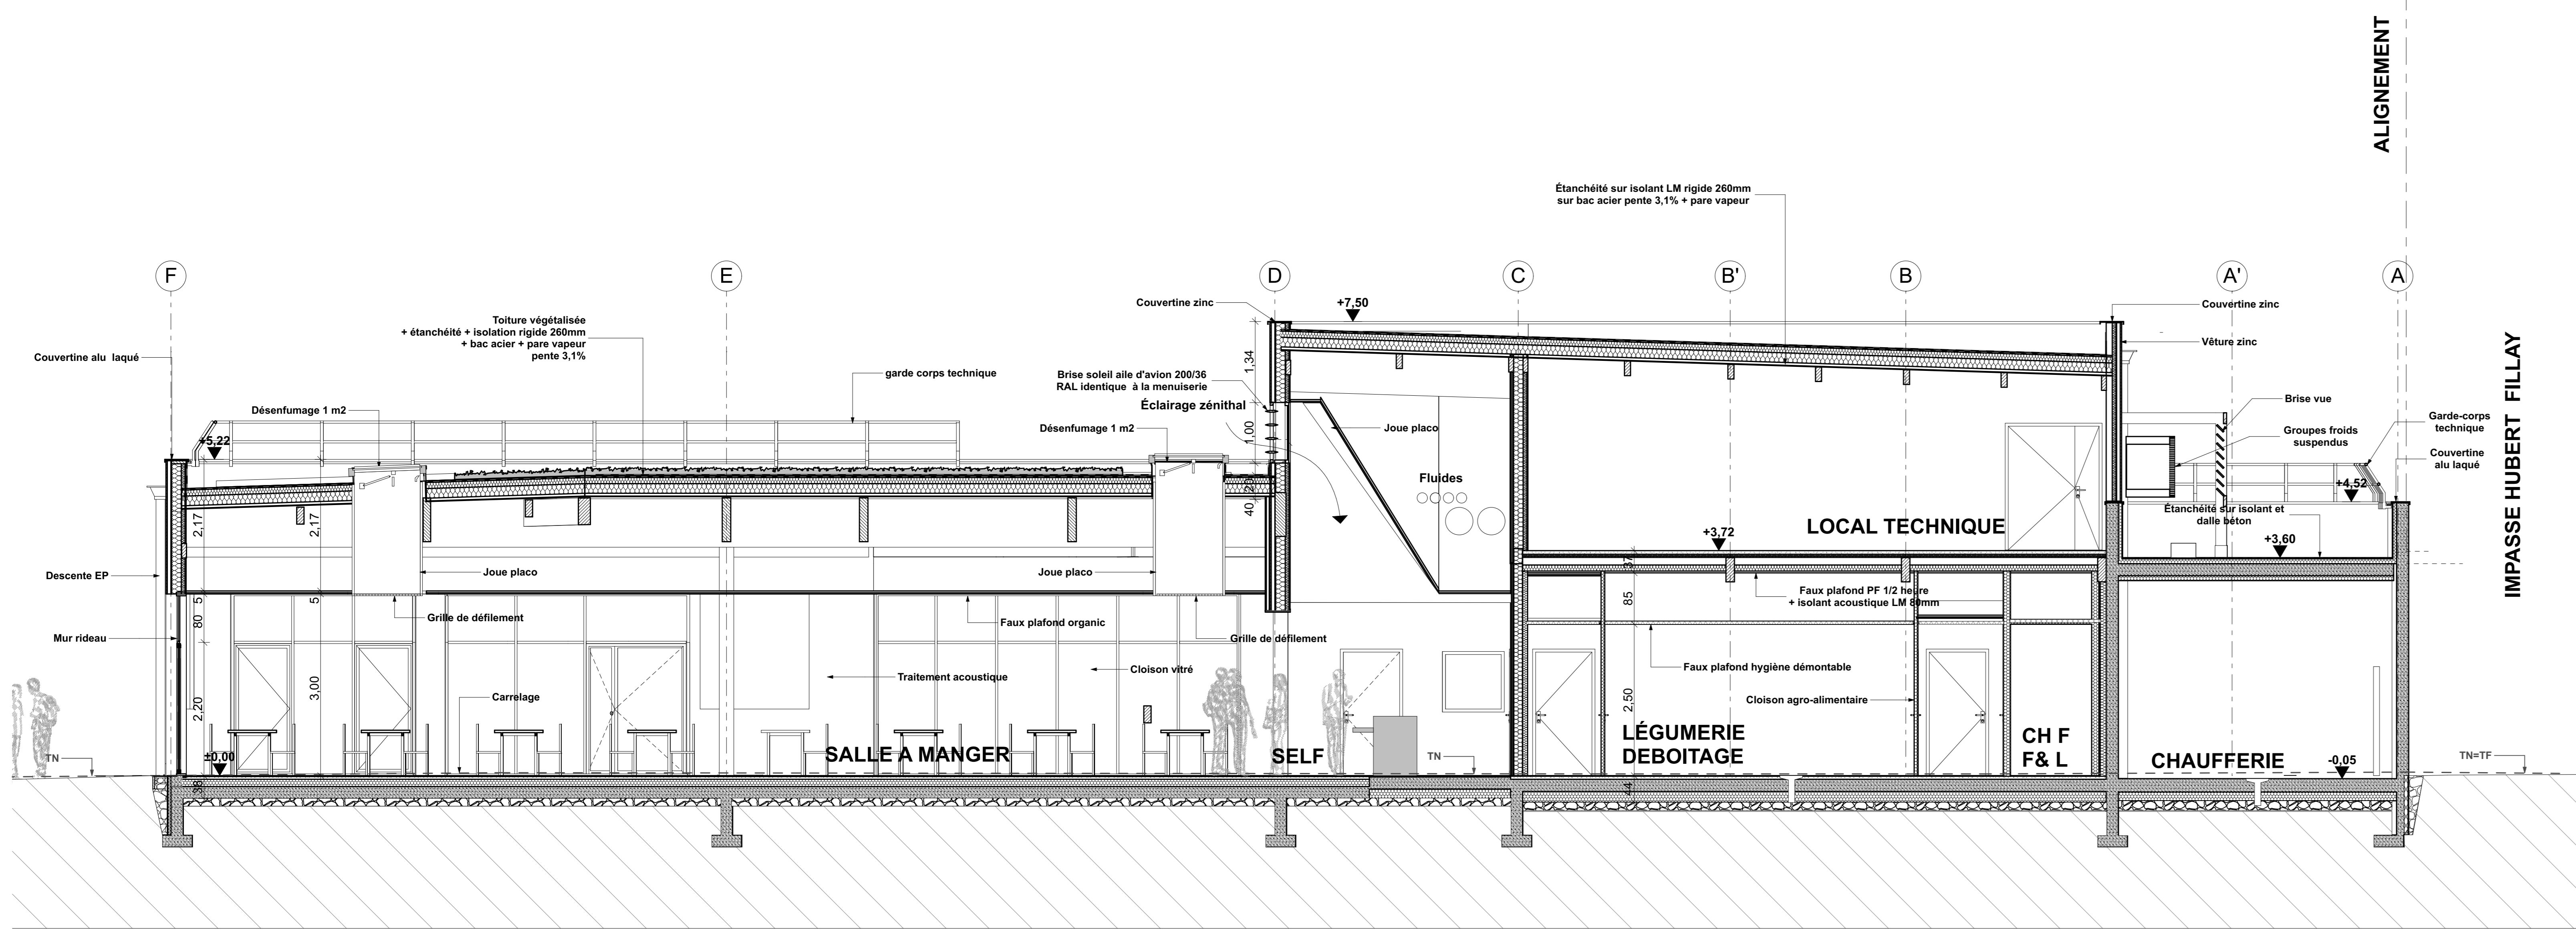 ALIGNEMENT
Étanchéité sur isolant LM rigide 260mm
sur bac acier pente 3,1% + pare vapeur
F
E
D
C
B'
B
A'
A
Couvertine zinc
+7,50
Couvertine zinc
Toiture végétalisée
+ étanchéité + isolation rigide 260mm
+ bac acier + pare vapeur
pente 3,1%
Couvertine alu laqué
Vêture zinc
IMPASSE HUBERT FILLAY
garde corps technique
Brise soleil aile d'avion 200/36
RAL identique à la menuiserie
1,34
Éclairage zénithal
Brise vue
Désenfumage 1 m2
Désenfumage 1 m2
1,00
Joue placo
Garde-corps
technique
Groupes froids
suspendus
+5,22
Couvertine
alu laqué
Fluides
20
40
+4,52
2,17
2,17
Étanchéité sur isolant et
dalle béton
LOCAL TECHNIQUE
+3,72
+3,60
Descente EP
Joue placo
Joue placo
37
Faux plafond PF 1/2 heure
+ isolant acoustique LM 80mm
5
5
85
80
Grille de défilement
Faux plafond organic
Mur rideau
Grille de défilement
Cloison vitré
Faux plafond hygiène démontable
Traitement acoustique
3,00
2,20
Carrelage
2,50
Cloison agro-alimentaire
LÉGUMERIE
DEBOITAGE
CH F
F& L
SALLE A MANGER
SELF
TN
CHAUFFERIE
-0,05
TN=TF
TN
±0,00
38
44